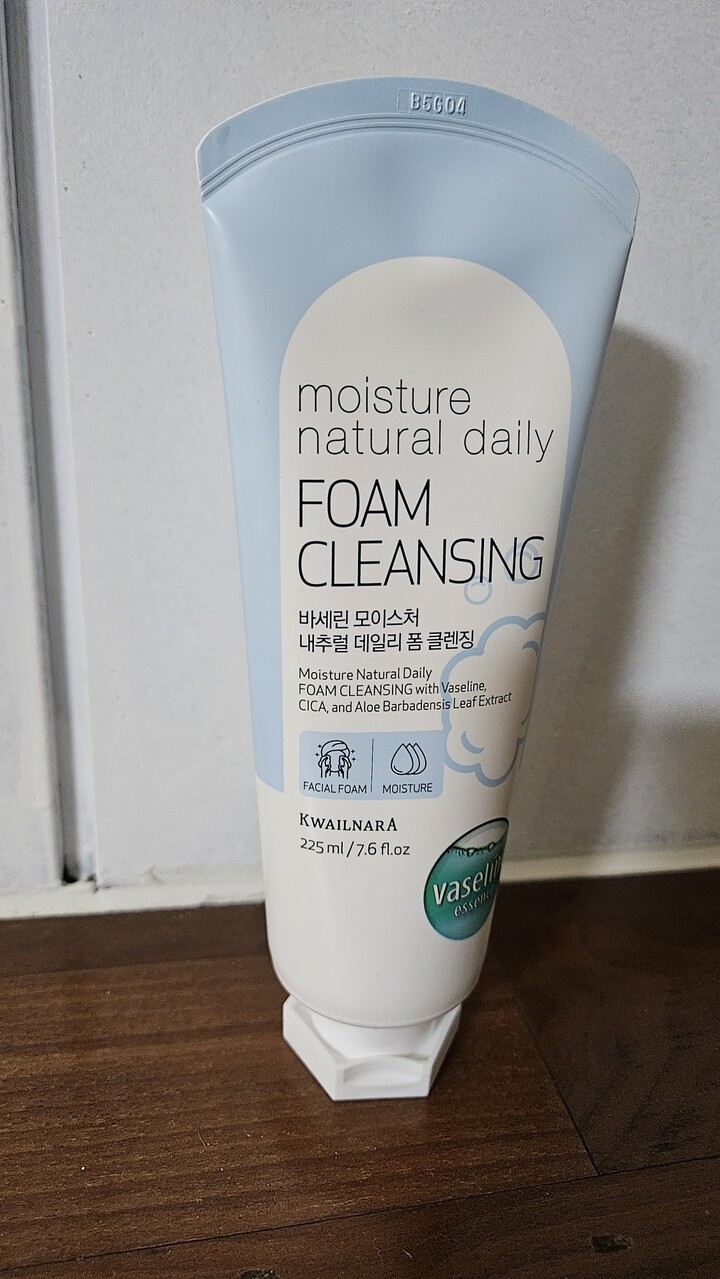 B5G04
moisture
natural daily
FOAM
CLEANSING
바세린 모이스처
내추럴 데일리 폼 클렌징
Moisture Natural Daily
FOAM CLEANSING with Vaseline,
CICA, and Aloe Barbadensis Leaf Extract
FACIAL FOAM
MOISTURE
KWAILNARA
225 ml / 7.6 fl.oz